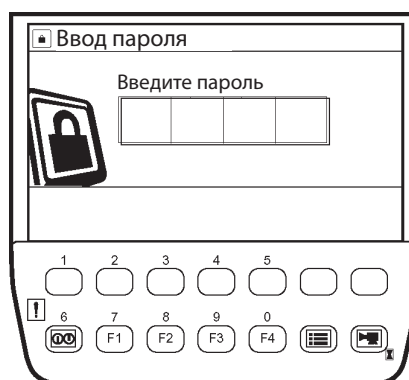 Ввод пароля
Введите пароль
1 2 3 4 5
!
6 7 8 9 0
F1 F2 F3 F4